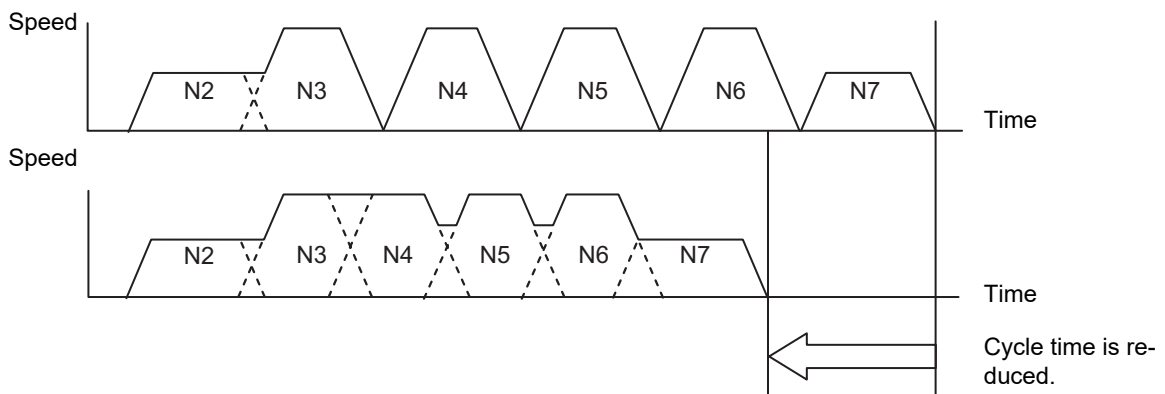 Speed
N2 N3 N4 N5 N6 N7
Time
Speed
N2 N3 N4 N5 N6 N7
Time
Cycle time is re-
duced.